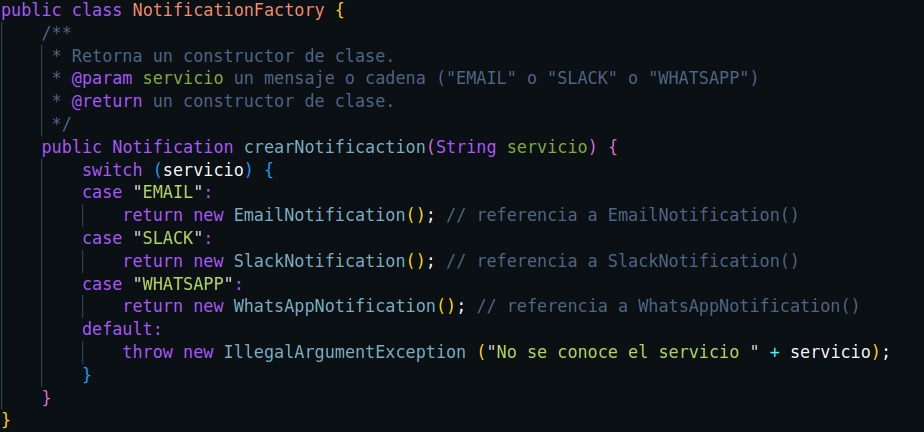 public class NotificationFactory {
    /**
     * Retorna un constructor de clase.
     * @param servicio un mensaje o cadena ("EMAIL" o "SLACK" o "WHATSAPP")
     * @return un constructor de clase.
     */
    public Notification crearNotificaction(String servicio) {
        switch (servicio) {
        case "EMAIL":
            return new EmailNotification(); // referencia a EmailNotification()
        case "SLACK":
            return new SlackNotification(); // referencia a SlackNotification()
        case "WHATSAPP":
            return new WhatsAppNotification(); // referencia a WhatsAppNotification()
        default:
            throw new IllegalArgumentException ("No se conoce el servicio " + servicio);
        }
    }
}